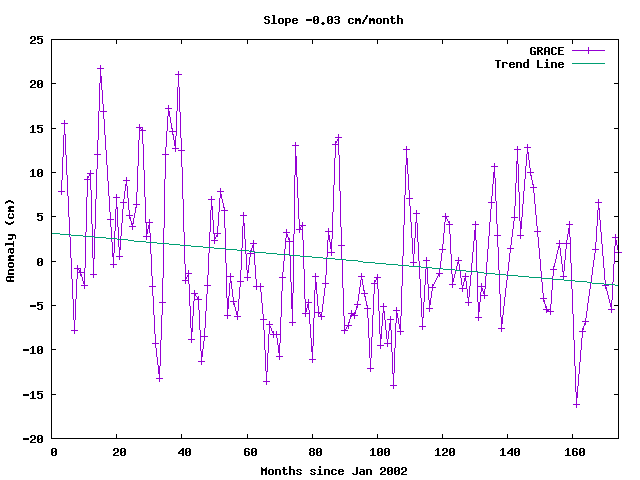 Slope -0.03 cm/month
25
GRACE
Trend Line
20
15
10
5
0
-5
-10
-15
-20
Anomaly (cm)
0 20 40 60 80 100 120 140 160
Months since Jan 2002